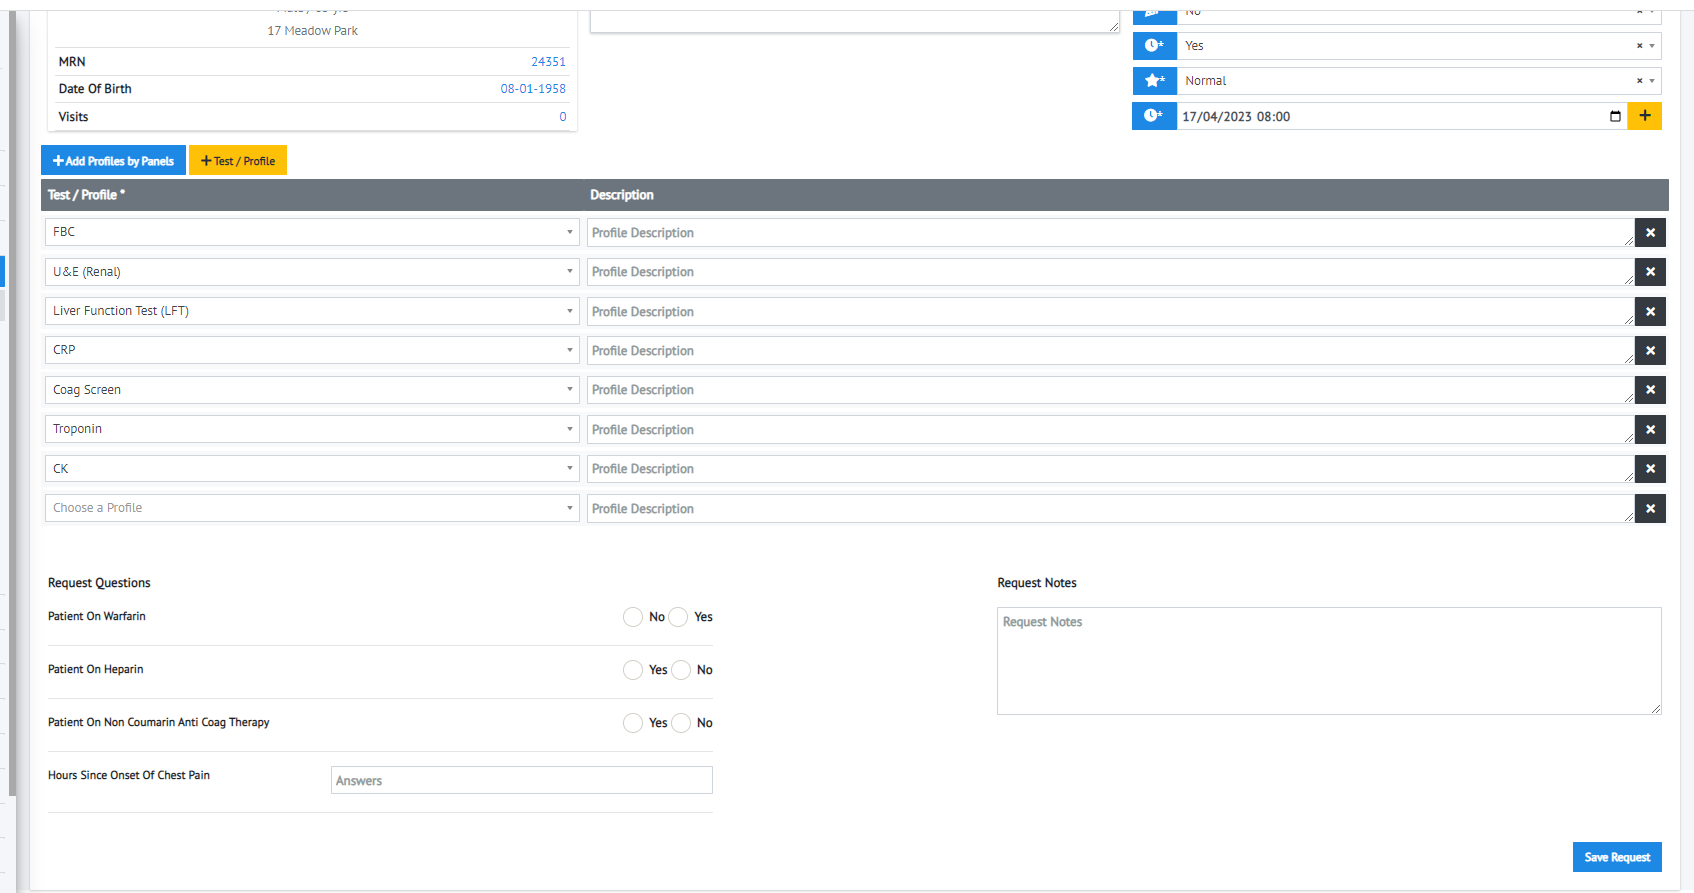 17 Meadow Park
No
MRN 24351
Yes
Date Of Birth 08-01-1958
Normal
Visits 0
17/04/2023 08:00
Add Profiles by Panels
Test / Profile
Test / Profile * Description
FBC Profile Description
U&E (Renal) Profile Description
Liver Function Test (LFT) Profile Description
CRP Profile Description
Coag Screen Profile Description
Troponin Profile Description
CK Profile Description
Choose a Profile Profile Description
Request Questions
Patient On Warfarin No Yes
Patient On Heparin Yes No
Patient On Non Coumarin Anti Coag Therapy Yes No
Hours Since Onset Of Chest Pain Answers
Request Notes
Request Notes
Save Request